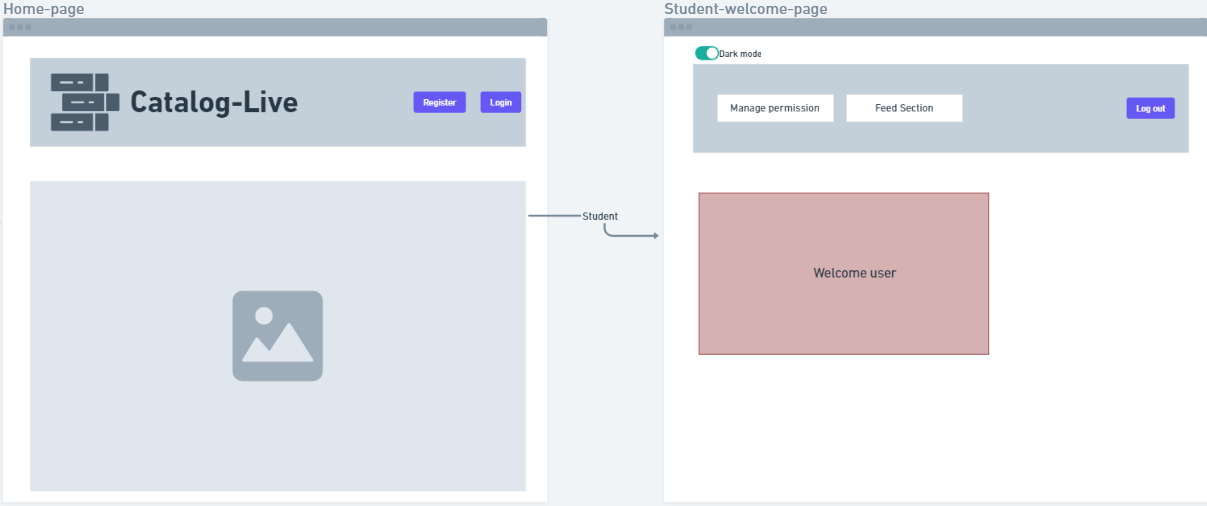 Home-page
Catalog-Live
Register
Login
Student
Student-welcome-page
Dark mode
Manage permission
Feed Section
Log out
Welcome user